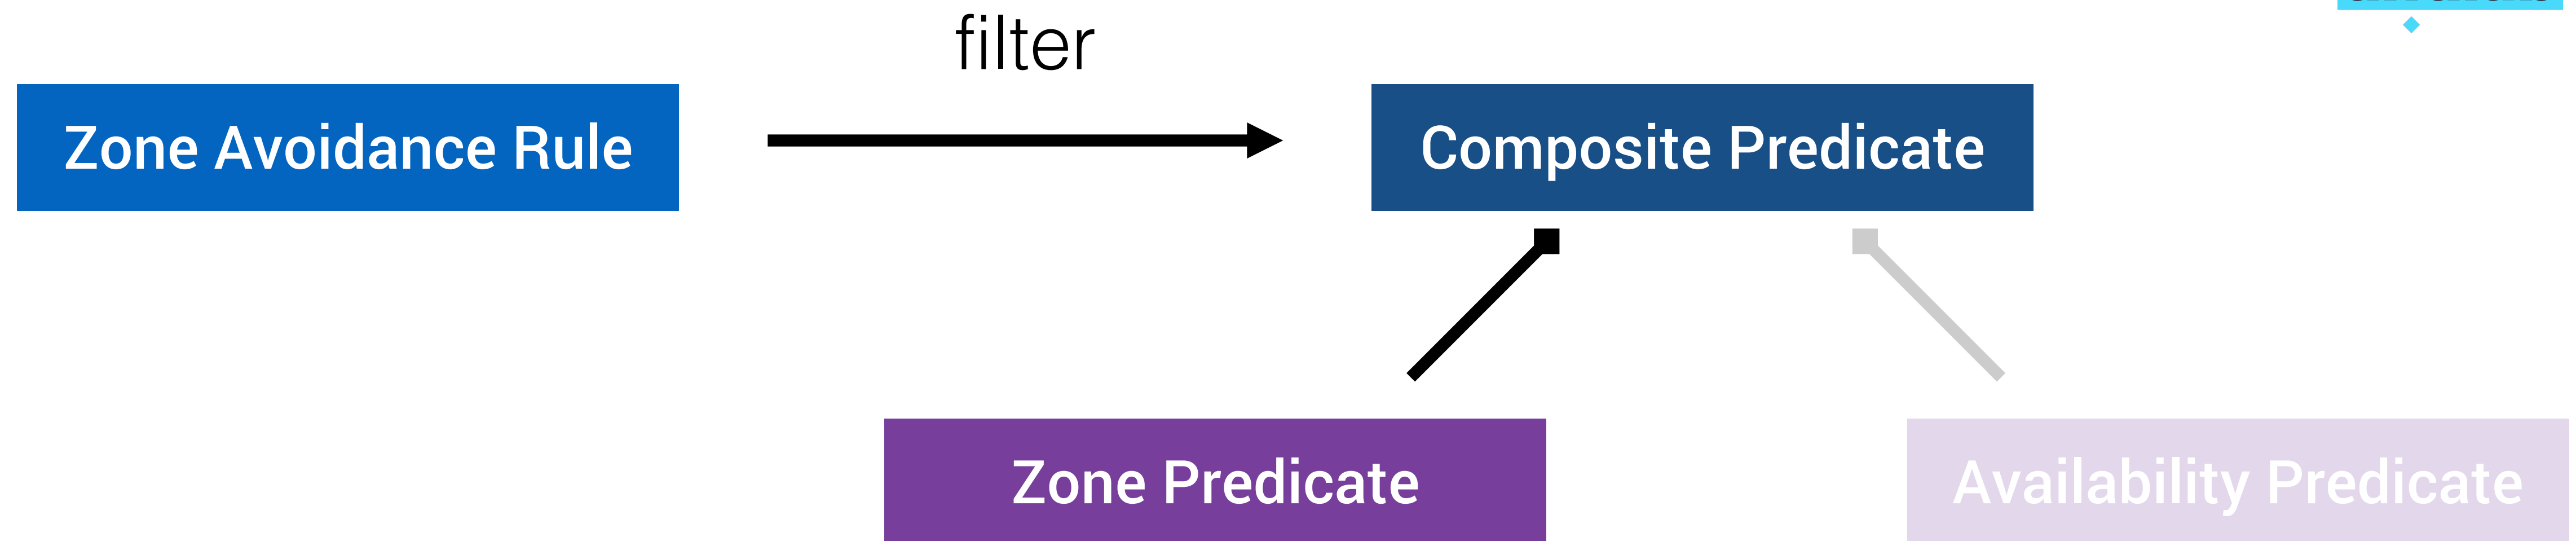 filter
Zone Avoidance Rule
Composite Predicate
Zone Predicate
Availability Predicate